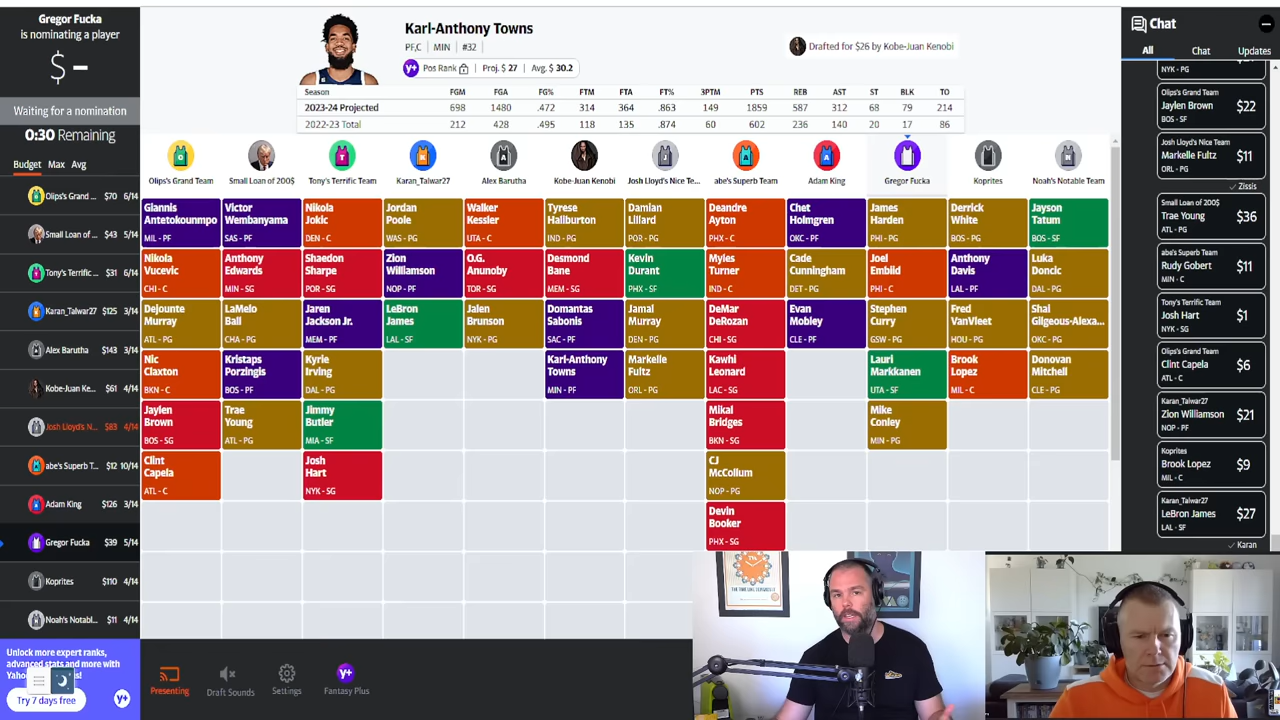 Gregor Fucka
is nominating a player
$ –
Waiting for a nomination
0:30 Remaining
Budget Max Avg
Olips's Grand ... $70 6/14
Small Loan of ... $43 5/14
Tony's Terrific ... $31 6/14
Karan_Talwar27 $125 3/14
Alex Barutha $143 3/14
Kobe-Juan Ke... $61 4/14
Josh Lloyd's N... $83 4/14
abe's Superb T... $12 10/14
Adam King $126 3/14
Gregor Fucka $39 5/14
Koprites $110 4/14
Noah's Notabl... $11 4/14
Unlock more expert ranks,
advanced stats and more with
Try 7 days free
y+
Karl-Anthony Towns
PF,C MIN #32
y+ Pos Rank Proj. $ 27 Avg. $ 30.2
Drafted for $26 by Kobe-Juan Kenobi
Season FGM FGA FG% FTM FTA FT% 3PTM PTS REB AST ST BLK TO
2023-24 Projected 698 1480 .472 314 364 .863 149 1859 587 312 68 79 214
2022-23 Total 212 428 .495 118 135 .874 60 602 236 140 20 17 86
Olips's Grand Team Small Loan of 200$ Tony's Terrific Team Karan_Talwar27 Alex Barutha Kobe-Juan Kenobi Josh Lloyd's Nice Te... abe's Superb Team Adam King Gregor Fucka Koprites Noah's Notable Team
Giannis Victor Nikola Jordan Walker Tyrese Damian Deandre Chet James Derrick Jayson
Antetokounmpo Wembanyama Jokic Poole Kessler Haliburton Lillard Ayton Holmgren Harden White Tatum
MIL - PF SAS - PF DEN - C WAS - PG UTA - C IND - PG POR - PG PHX - C OKC - PF PHI - PG BOS - PG BOS - SF
Nikola Anthony Shaedon Zion O.G. Desmond Kevin Myles Cade Joel Anthony Luka
Vucevic Edwards Sharpe Williamson Anunoby Bane Durant Turner Cunningham Embiid Davis Doncic
CHI - C MIN - SG POR - SG NOP - PF TOR - SG MEM - SG PHX - SF IND - C DET - PG PHI - C LAL - PF DAL - PG
Dejounte LaMelo Jaren LeBron Jalen Domantas Jamal DeMar Evan Stephen Fred Shai
Murray Ball Jackson Jr. James Brunson Sabonis Murray DeRozan Mobley Curry VanVleet Gilgeous-Alexa...
ATL - PG CHA - PG MEM - PF LAL - SF NYK - PG SAC - PF DEN - PG CHI - SG CLE - PF GSW - PG HOU - PG OKC - PG
Nic Kristaps Kyrie Karl-Anthony Markelle Kawhi Lauri Brook Donovan
Claxton Porzingis Irving Towns Fultz Leonard Markkanen Lopez Mitchell
BKN - C BOS - PF DAL - PG MIN - PF ORL - PG LAC - SG UTA - SF MIL - C CLE - PG
Jaylen Trae Jimmy Mikal Mike
Brown Young Butler Bridges Conley
BOS - SG ATL - PG MIA - SF BKN - SG MIN - PG
Clint Josh CJ
Capela Hart McCollum
ATL - C NYK - SG NOP - PG
Devin
Booker
PHX - SG
Presenting Draft Sounds Settings Fantasy Plus
Chat
All Chat Updates
NYK - PG
Olips's Grand Team
Jaylen Brown $22
BOS - SF
Josh Lloyd's Nice Team
Markelle Fultz $11
ORL - PG
Zissis
Small Loan of 200$
Trae Young $36
ATL - PG
abe's Superb Team
Rudy Gobert $11
MIN - C
Tony's Terrific Team
Josh Hart $1
NYK - SG
Olips's Grand Team
Clint Capela $6
ATL - C
Karan_Talwar27
Zion Williamson $21
NOP - PF
Koprites
Brook Lopez $9
MIL - C
Karan_Talwar27
LeBron James $27
LAL - SF
Karan